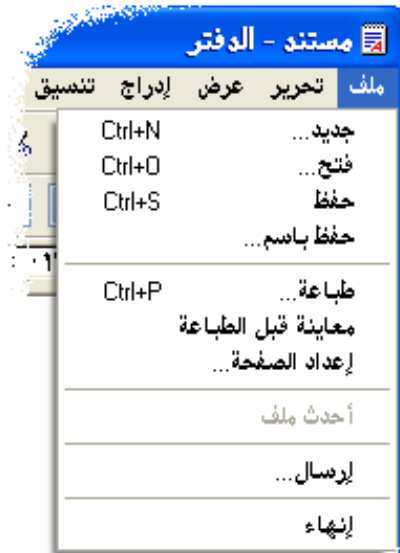 مستند - الدفتر
ملف تحرير عرض إدراج تنسيق
جديد... Ctrl+N
فتح... Ctrl+O
حفظ Ctrl+S
حفظ باسم...
طباعة... Ctrl+P
معاينة قبل الطباعة
إعداد الصفحة...
أحدث ملف
إرسال...
إنهاء